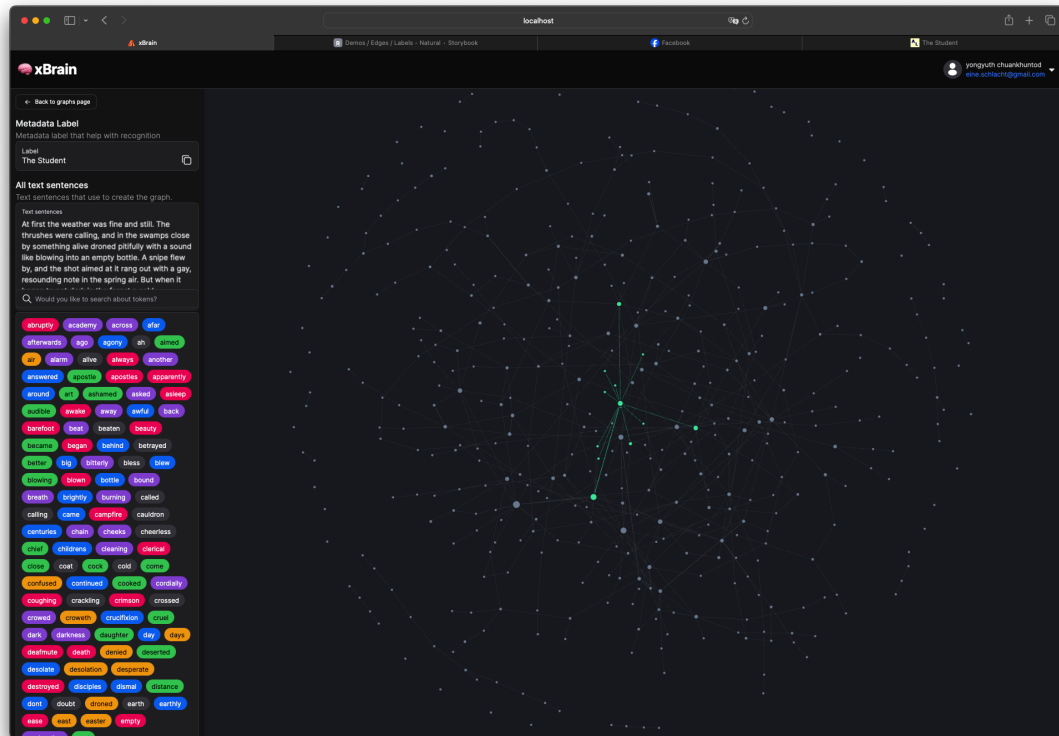 localhost
xBrain
Demos / Edges / Labels - Natural - Storybook
Facebook
The Student
xBrain
yongyuth chuankhuntod
eine.schlacht@gmail.com
← Back to graphs page
Metadata Label
Metadata label that help with recognition
Label
The Student
All text sentences
Text sentences that use to create the graph.
Text sentences
At first the weather was fine and still. The
thrushes were calling, and in the swamps close
by something alive droned pitifully with a sound
like blowing into an empty bottle. A snipe flew
by, and the shot aimed at it rang out with a gay,
resounding note in the spring air. But when it
Would you like to search about tokens?
abruptly academy across afar
afterwards ago agony ah aimed
air alarm alive always another
answered apostle apostles apparently
around art ashamed asked asleep
audible awake away awful back
barefoot beat beaten beauty
became began behind betrayed
better big bitterly bless blew
blowing blown bottle bound
breath brightly burning called
calling came campfire cauldron
centuries chain cheeks cheerless
chief childrens cleaning clerical
close coat cock cold come
confused continued cooked cordially
coughing crackling crimson crossed
crowed croweth crucifixion cruel
dark darkness daughter day days
deafmute death denied deserted
desolate desolation desperate
destroyed disciples dismal distance
dont doubt droned earth earthly
ease east easter empty